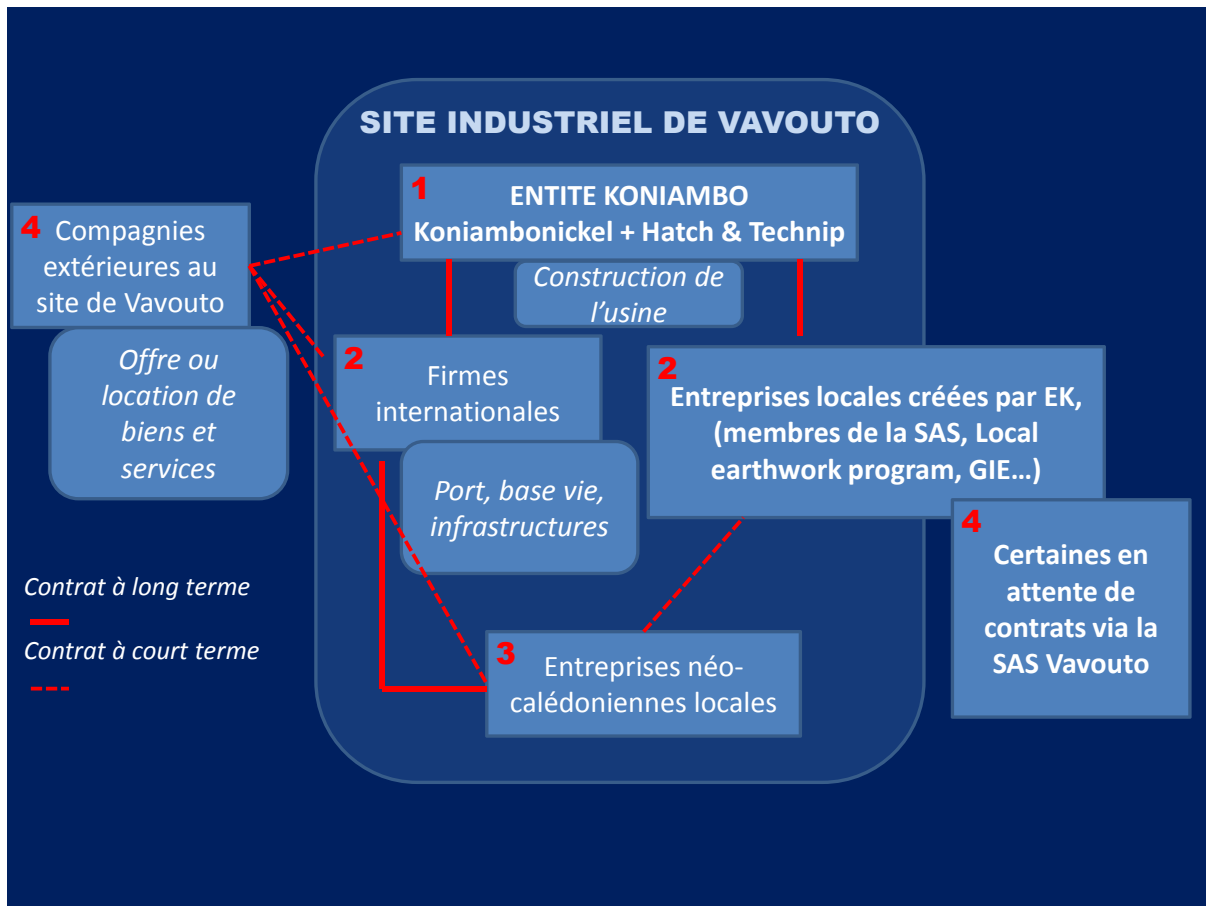 SITE INDUSTRIEL DE VAVOUTO
1
ENTITE KONIAMBO
Koniambonickel + Hatch & Technip
Construction de
l’usine
4
Compagnies
extérieures au
site de Vavouto
Offre ou
location de
biens et
services
2
Firmes
internationales
Port, base vie,
infrastructures
2
Entreprises locales créées par EK,
(membres de la SAS, Local
earthwork program, GIE…)
4
Certaines en
attente de
contrats via la
SAS Vavouto
3
Entreprises néo-
calédoniennes locales
Contrat à long terme
Contrat à court terme